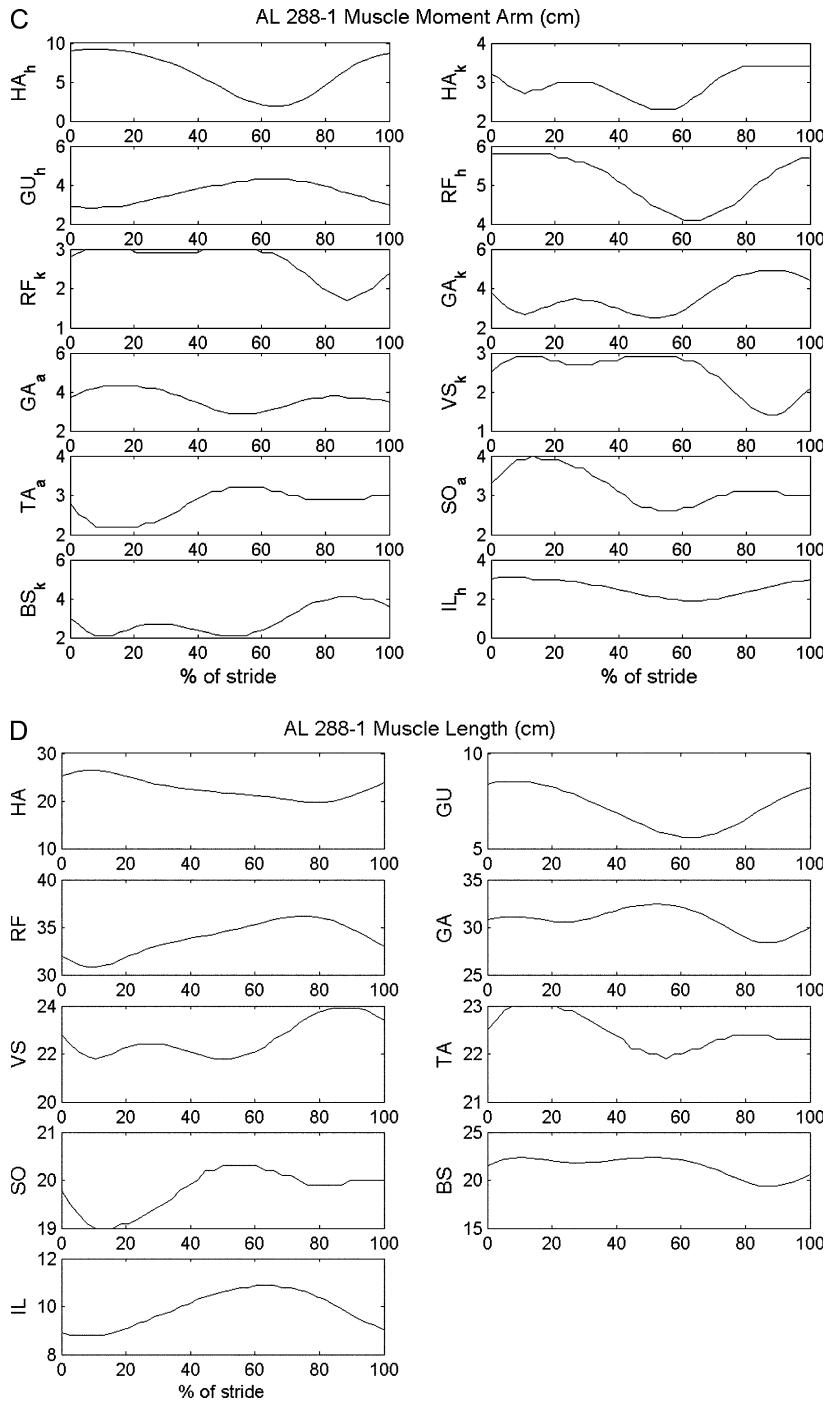 C
AL 288-1 Muscle Moment Arm (cm)
HAh
10
5
0
0 20 40 60 80 100
HAk
4
3
2
0 20 40 60 80 100
GUh
6
4
2
0 20 40 60 80 100
RFh
6
5
4
0 20 40 60 80 100
RFk
3
2
1
0 20 40 60 80 100
GAk
6
4
2
0 20 40 60 80 100
GAa
6
4
2
0 20 40 60 80 100
VSk
3
2
1
0 20 40 60 80 100
TAa
4
3
2
0 20 40 60 80 100
SOa
4
3
2
0 20 40 60 80 100
BSk
6
4
2
0 20 40 60 80 100
% of stride
ILh
4
2
0
0 20 40 60 80 100
% of stride
D
AL 288-1 Muscle Length (cm)
HA
30
20
10
0 20 40 60 80 100
GU
10
5
0 20 40 60 80 100
RF
40
35
30
0 20 40 60 80 100
GA
35
30
25
0 20 40 60 80 100
VS
24
22
20
0 20 40 60 80 100
TA
23
22
21
0 20 40 60 80 100
SO
21
20
19
0 20 40 60 80 100
BS
25
20
15
0 20 40 60 80 100
IL
12
10
8
0 20 40 60 80 100
% of stride